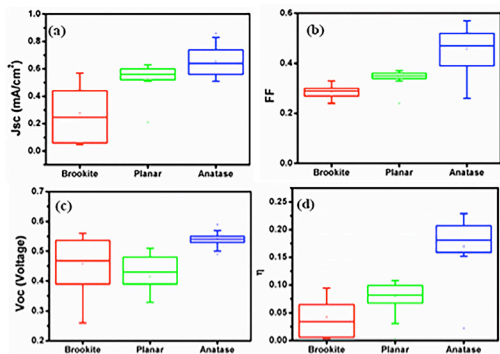 (a)
Jsc (mA/cm²)
1.0
0.8
0.6
0.4
0.2
0.0
Brookite Planar Anatase
(b)
FF
0.6
0.4
0.2
0.0
Brookite Planar Anatase
(c)
Voc (Voltage)
0.7
0.6
0.5
0.4
0.3
0.2
Brookite Planar Anatase
(d)
η
0.25
0.20
0.15
0.10
0.05
0.00
Brookite Planar Anatase